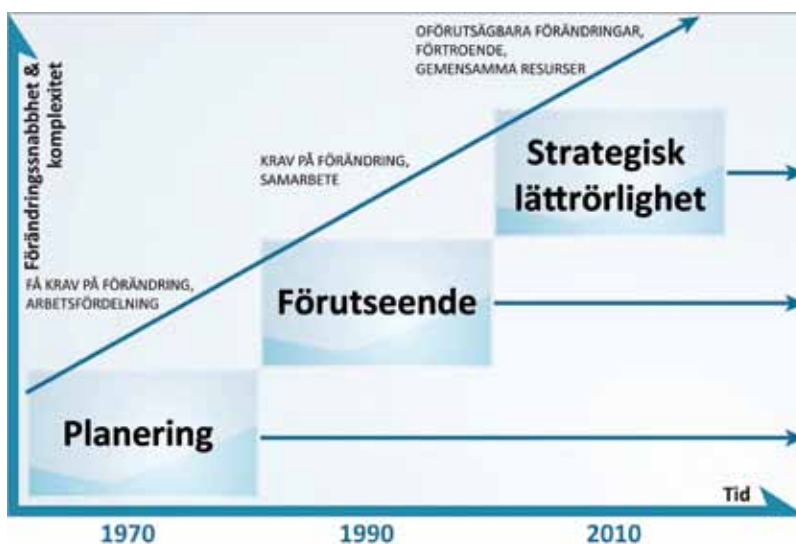 OFÖRUTSÄGBARA FÖRÄNDRINGAR,
FÖRTROENDE,
GEMENSAMMA RESURSER
Förändringssnabbhet &
komplexitet
Strategisk
lättrörlighet
KRAV PÅ FÖRÄNDRING,
SAMARBETE
FÅ KRAV PÅ FÖRÄNDRING,
ARBETSFÖRDELNING
Förutseende
Planering
Tid
1970
1990
2010